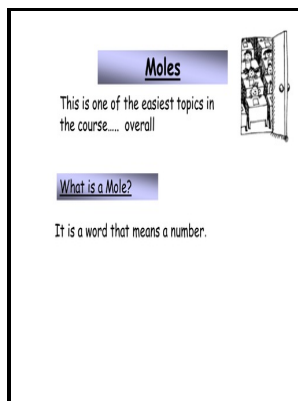 Moles
This is one of the easiest topics in
the course..... overall
What is a Mole?
It is a word that means a number.